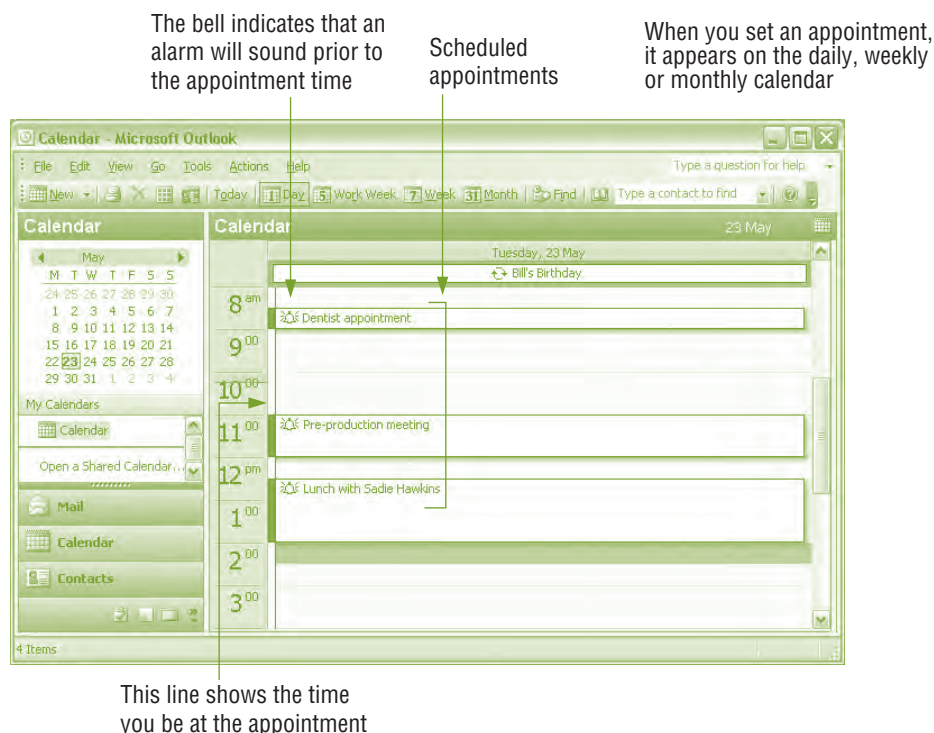 The bell indicates that an
alarm will sound prior to
the appointment time
Scheduled
appointments
When you set an appointment,
it appears on the daily, weekly
or monthly calendar
Calendar - Microsoft Outlook
File Edit View Go Tools Actions Help Type a question for help
New Today 1 Day 5 Work Week 7 Week 31 Month Find Type a contact to find
Calendar
May
M T W T F S S
24 25 26 27 28 29 30
1 2 3 4 5 6 7
8 9 10 11 12 13 14
15 16 17 18 19 20 21
22 23 24 25 26 27 28
29 30 31 1 2 3 4
My Calendars
Calendar
Open a Shared Calendar...
Mail
Calendar
Contacts
Calendar 23 May
Tuesday, 23 May
Bill's Birthday
8 am
Dentist appointment
9 00
10 00
11 00 Pre-production meeting
12 pm
Lunch with Sadie Hawkins
1 00
2 00
3 00
4 Items
This line shows the time
you be at the appointment